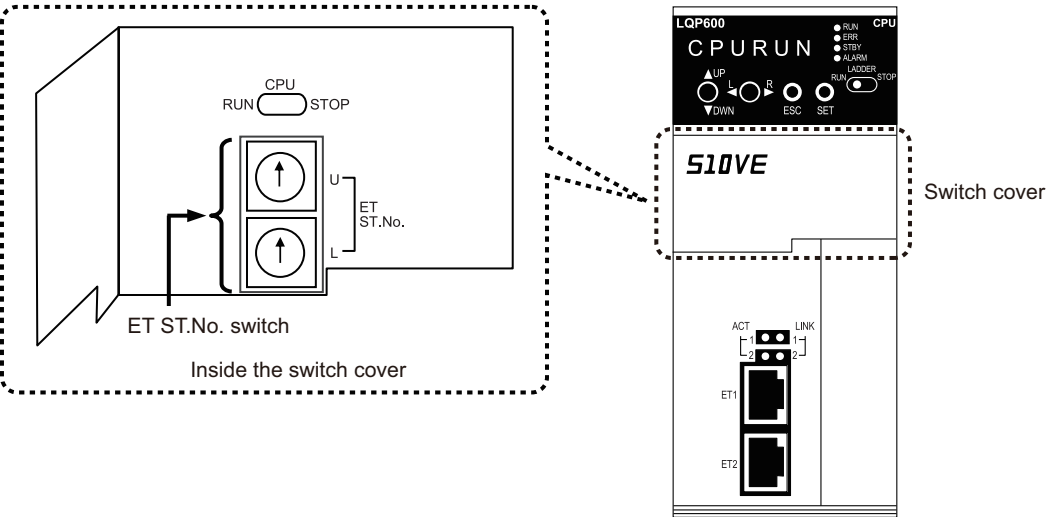 CPU
RUN STOP
U
ET
ST.No.
L
ET ST.No. switch
Inside the switch cover
LQP600 CPU
CPURUN
RUN
ERR
STBY
ALARM
LADDER
RUN STOP
▲UP
◀L R▶
▼DWN ESC SET
S10VE
Switch cover
ACT LINK
1 1
2 2
ET1
ET2